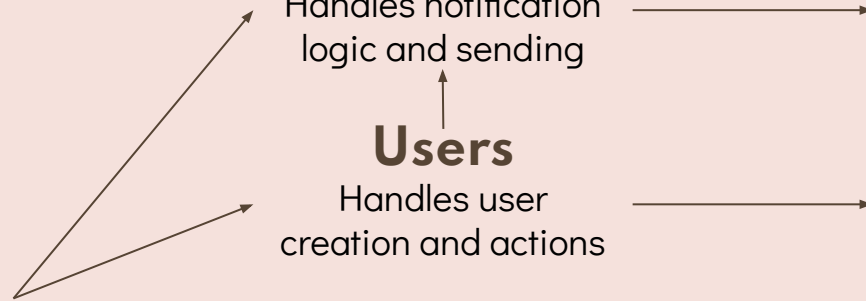 Handles notification
logic and sending
Users
Handles user
creation and actions